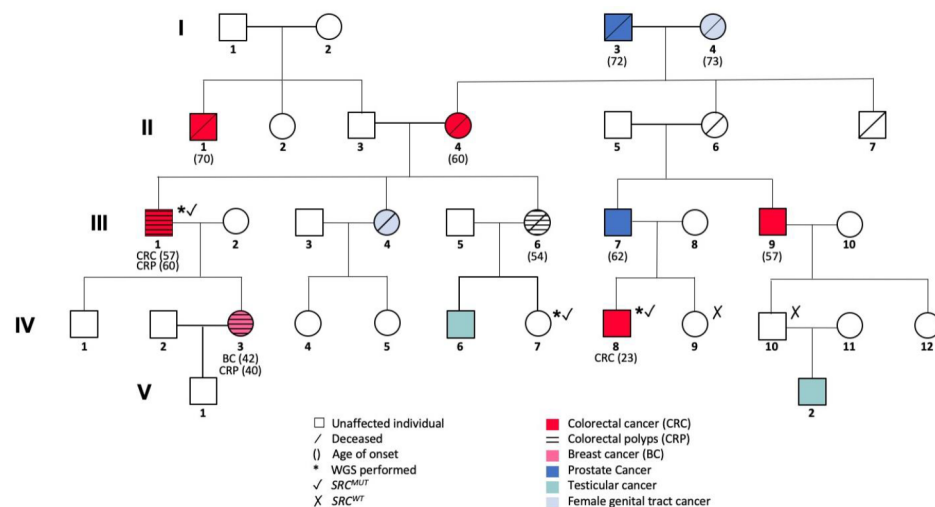 I
1 2 3 4
(72) (73)
II
1 2 3 4 5 6 7
(70) (60)
III
*✓
1 2 3 4 5 6 7 8 9 10
CRC (57) (54) (62) (57)
CRP (60)
IV
*✓ *✓ X X
1 2 3 4 5 6 7 8 9 10 11 12
BC (42) CRC (23)
CRP (40)
V
1 2
Unaffected individual
/ Deceased
() Age of onset
* WGS performed
✓ SRC^MUT
X SRC^WT
Colorectal cancer (CRC)
Colorectal polyps (CRP)
Breast cancer (BC)
Prostate Cancer
Testicular cancer
Female genital tract cancer